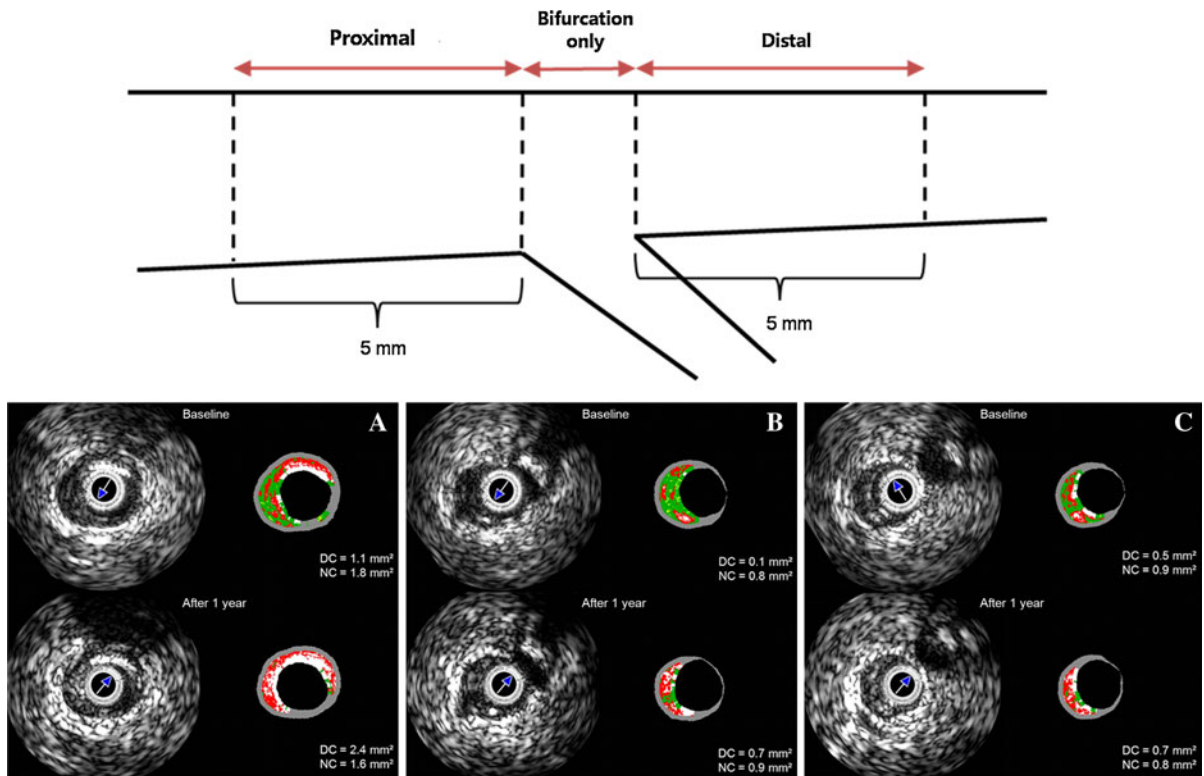 Proximal
Bifurcation
only
Distal
5 mm
5 mm
Baseline
A
DC = 1.1 mm²
NC = 1.8 mm²
After 1 year
DC = 2.4 mm²
NC = 1.6 mm²
Baseline
B
DC = 0.1 mm²
NC = 0.8 mm²
After 1 year
DC = 0.7 mm²
NC = 0.9 mm²
Baseline
C
DC = 0.5 mm²
NC = 0.9 mm²
After 1 year
DC = 0.7 mm²
NC = 0.8 mm²